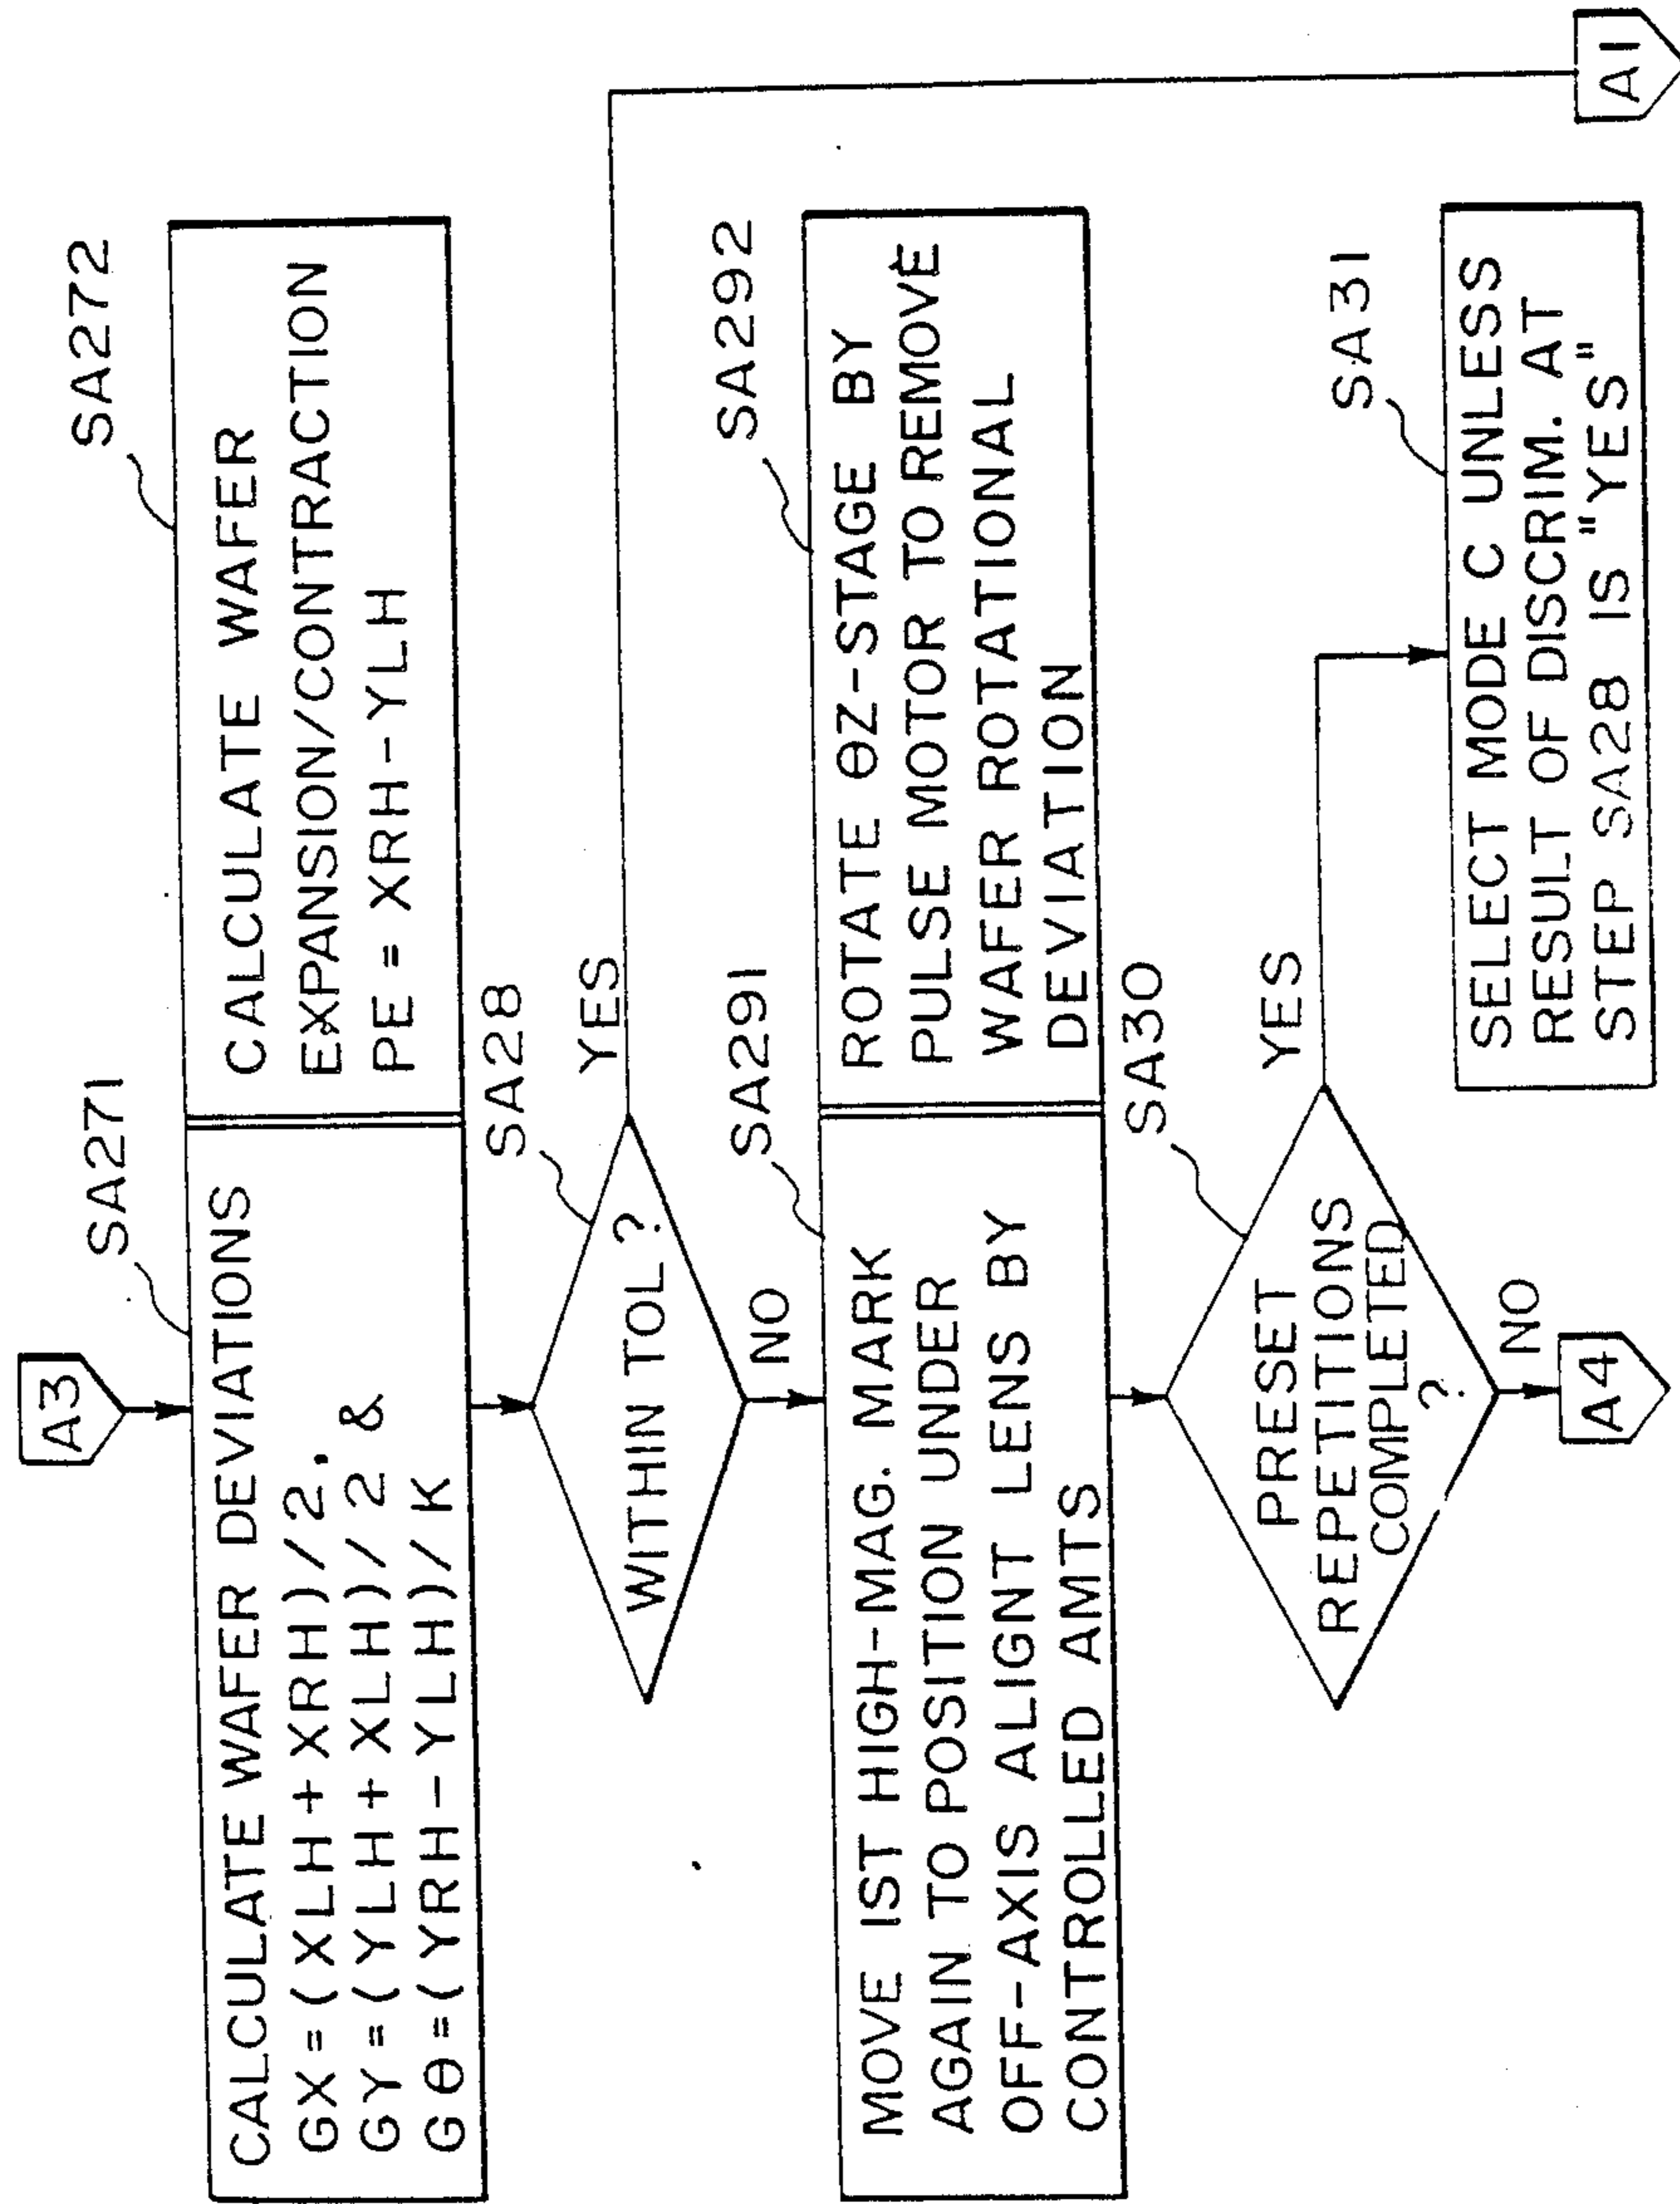 A3
SA271
CALCULATE WAFER DEVIATIONS
GX=(XLH+XRH)/2,
GY=(YLH+XLH)/2 &
Gθ=(YRH-YLH)/K
SA272
CALCULATE WAFER
EXPANSION/CONTRACTION
PE=XRH-YLH
SA28
WITHIN TOL?
YES
NO
A1
SA291
MOVE IST HIGH-MAG. MARK
AGAIN TO POSITION UNDER
OFF-AXIS ALIGNT LENS BY
CONTROLLED AMTS
SA292
ROTATE θZ-STAGE BY
PULSE MOTOR TO REMOVE
WAFER ROTATIONAL
DEVIATION
SA30
PRESET
REPETITIONS
COMPLETED
?
YES
NO
A4
SA31
SELECT MODE C UNLESS
RESULT OF DISCRIM. AT
STEP SA28 IS "YES"